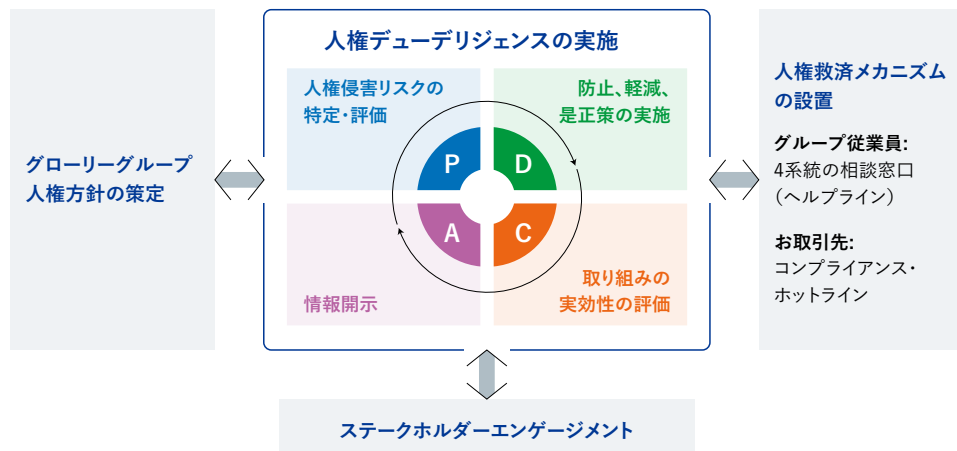 グローリーグループ
人権方針の策定
人権デューデリジェンスの実施
人権侵害リスクの
特定・評価
防止、軽減、
是正策の実施
P
D
A
C
情報開示
取り組みの
実効性の評価
人権救済メカニズム
の設置
グループ従業員:
4系統の相談窓口
（ヘルプライン）
お取引先:
コンプライアンス・
ホットライン
ステークホルダーエンゲージメント